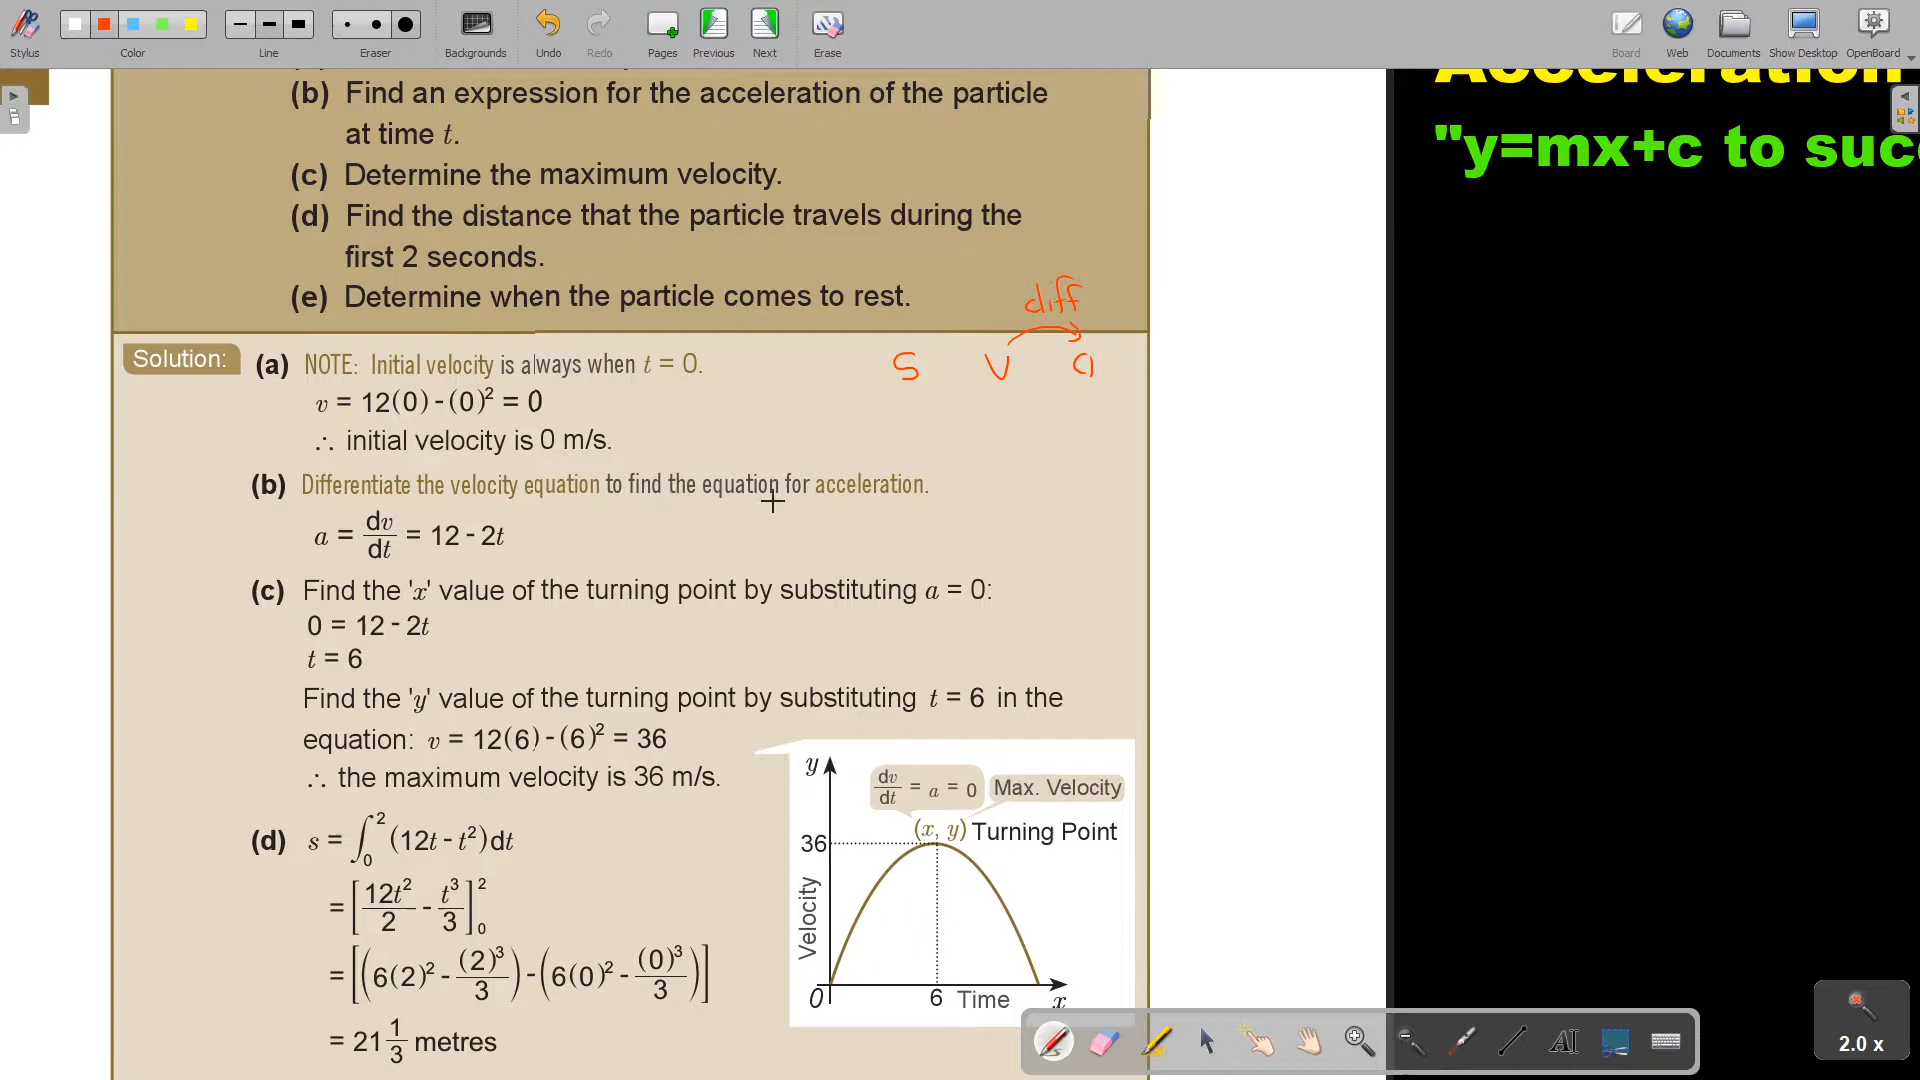 Stylus
Color
Line
Eraser
Backgrounds
Undo
Redo
Pages
Previous
Next
Erase
Board
Web
Documents
Show Desktop
OpenBoard
Acceleration
"y=mx+c to suc
(b) Find an expression for the acceleration of the particle
at time t.
(c) Determine the maximum velocity.
(d) Find the distance that the particle travels during the
first 2 seconds.
(e) Determine when the particle comes to rest.
diff
S V a
Solution:
(a) NOTE: Initial velocity is always when t = 0.
v = 12(0) - (0)² = 0
∴ initial velocity is 0 m/s.
(b) Differentiate the velocity equation to find the equation for acceleration.
a = dv/dt = 12 - 2t
(c) Find the 'x' value of the turning point by substituting a = 0:
0 = 12 - 2t
t = 6
Find the 'y' value of the turning point by substituting t = 6 in the
equation: v = 12(6) - (6)² = 36
∴ the maximum velocity is 36 m/s.
(d) s = ∫₀² (12t - t²)dt
= [12t²/2 - t³/3]₀²
= [(6(2)² - (2)³/3) - (6(0)² - (0)³/3)]
= 21 1/3 metres
y
dv/dt = a = 0
Max. Velocity
(x, y) Turning Point
36
Velocity
0
6
Time
x
2.0 x